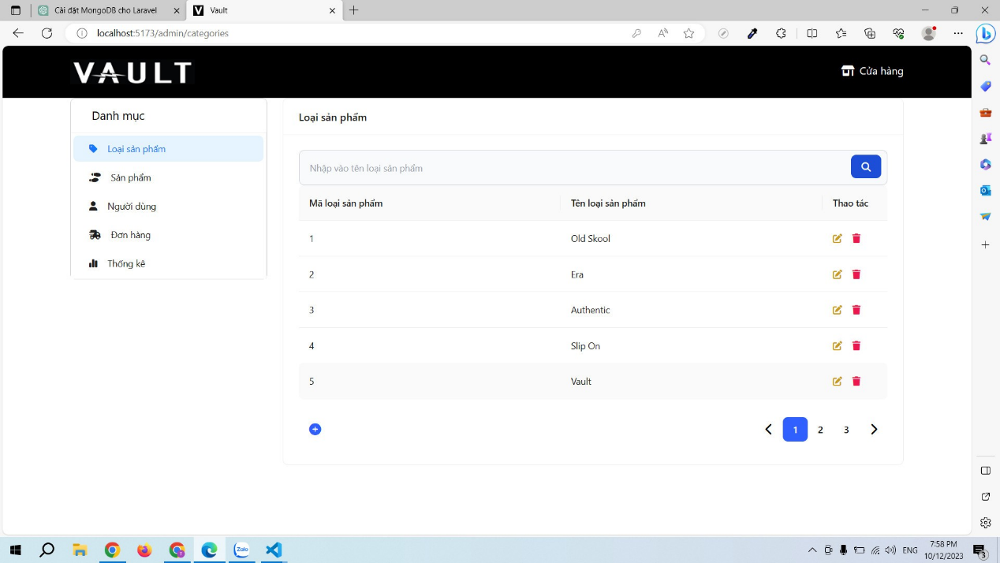 Cài đặt MongoDB cho Laravel
Vault
localhost:5173/admin/categories
VAULT
Cửa hàng
Danh mục
Loại sản phẩm
Sản phẩm
Người dùng
Đơn hàng
Thống kê
Loại sản phẩm
Nhập vào tên loại sản phẩm
Mã loại sản phẩm Tên loại sản phẩm Thao tác
1 Old Skool
2 Era
3 Authentic
4 Slip On
5 Vault
1 2 3
Zalo
ENG
7:58 PM
10/12/2023
3